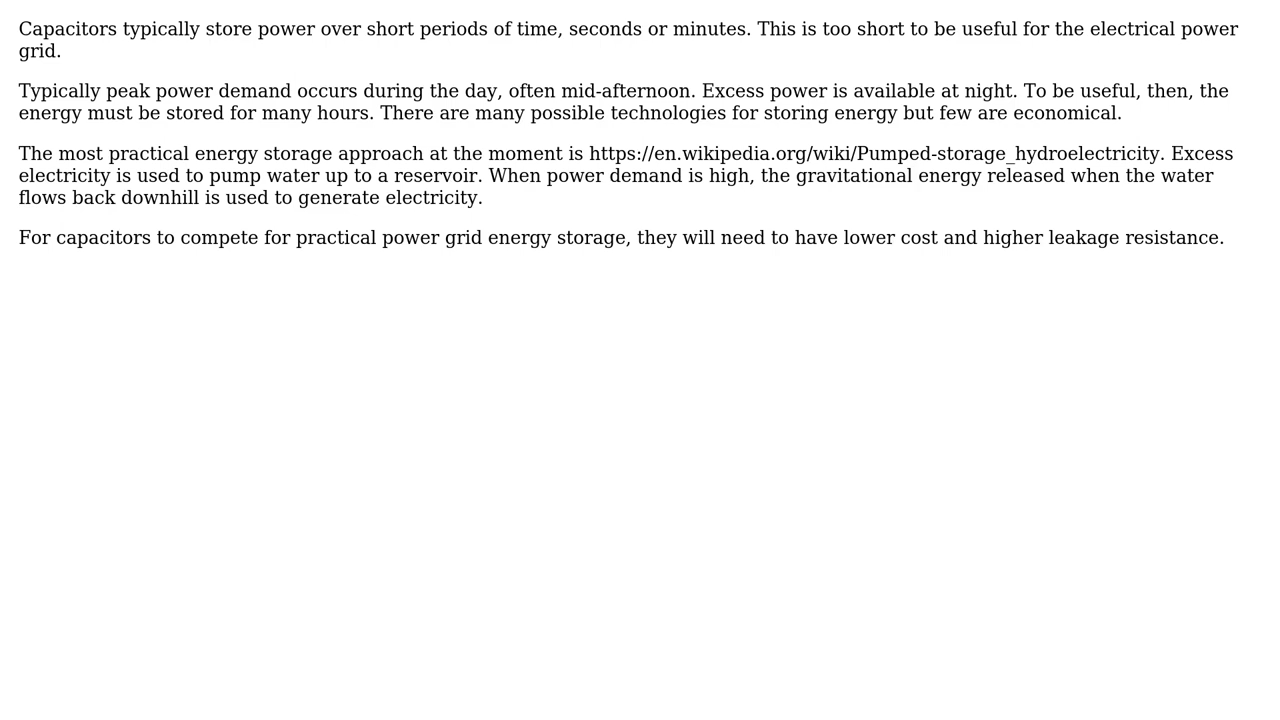 Capacitors typically store power over short periods of time, seconds or minutes. This is too short to be useful for the electrical power
grid.
Typically peak power demand occurs during the day, often mid-afternoon. Excess power is available at night. To be useful, then, the
energy must be stored for many hours. There are many possible technologies for storing energy but few are economical.
The most practical energy storage approach at the moment is https://en.wikipedia.org/wiki/Pumped-storage_hydroelectricity. Excess
electricity is used to pump water up to a reservoir. When power demand is high, the gravitational energy released when the water
flows back downhill is used to generate electricity.
For capacitors to compete for practical power grid energy storage, they will need to have lower cost and higher leakage resistance.